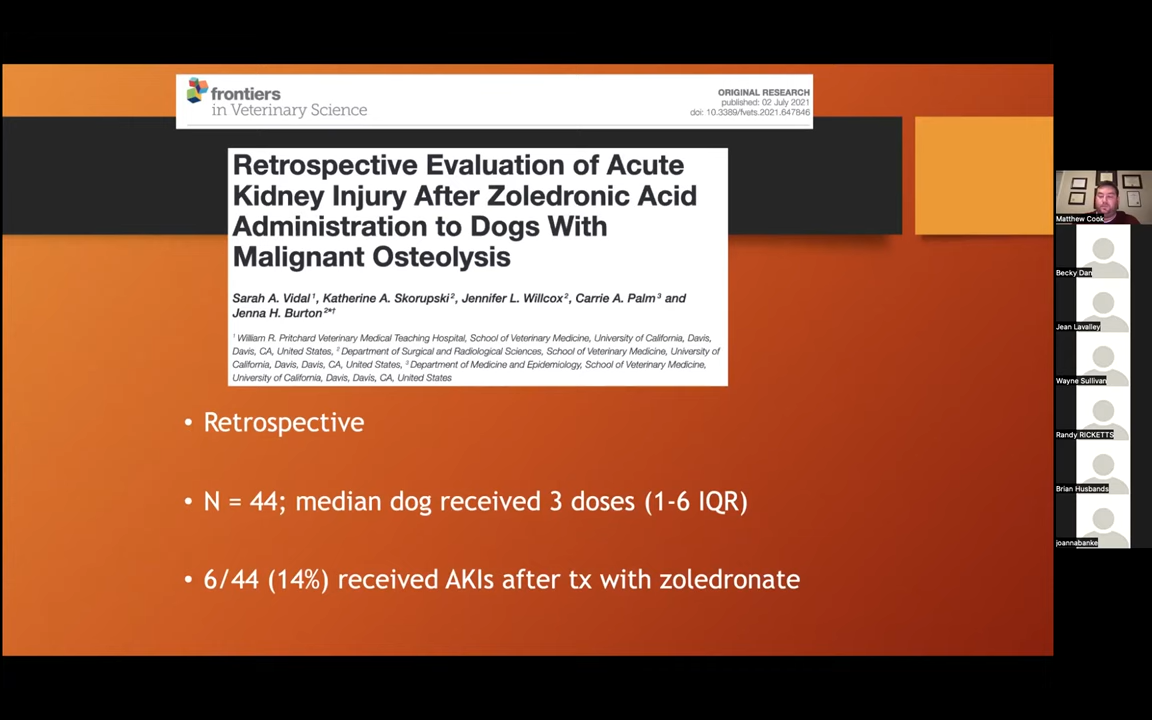 frontiers
in Veterinary Science
ORIGINAL RESEARCH
published: 02 July 2021
doi: 10.3389/fvets.2021.647846
Retrospective Evaluation of Acute
Kidney Injury After Zoledronic Acid
Administration to Dogs With
Malignant Osteolysis
Sarah A. Vidal¹, Katherine A. Skorupski², Jennifer L. Willcox², Carrie A. Palm³ and
Jenna H. Burton²*†
¹ William R. Pritchard Veterinary Medical Teaching Hospital, School of Veterinary Medicine, University of California, Davis,
Davis, CA, United States, ² Department of Surgical and Radiological Sciences, School of Veterinary Medicine, University of
California, Davis, Davis, CA, United States, ³ Department of Medicine and Epidemiology, School of Veterinary Medicine,
University of California, Davis, Davis, CA, United States
• Retrospective
• N = 44; median dog received 3 doses (1-6 IQR)
• 6/44 (14%) received AKIs after tx with zoledronate
Matthew Cook
Becky Dan
Jean Lavalley
Wayne Sullivan
Randy RICKETTS
Brian Husbands
joannabanke